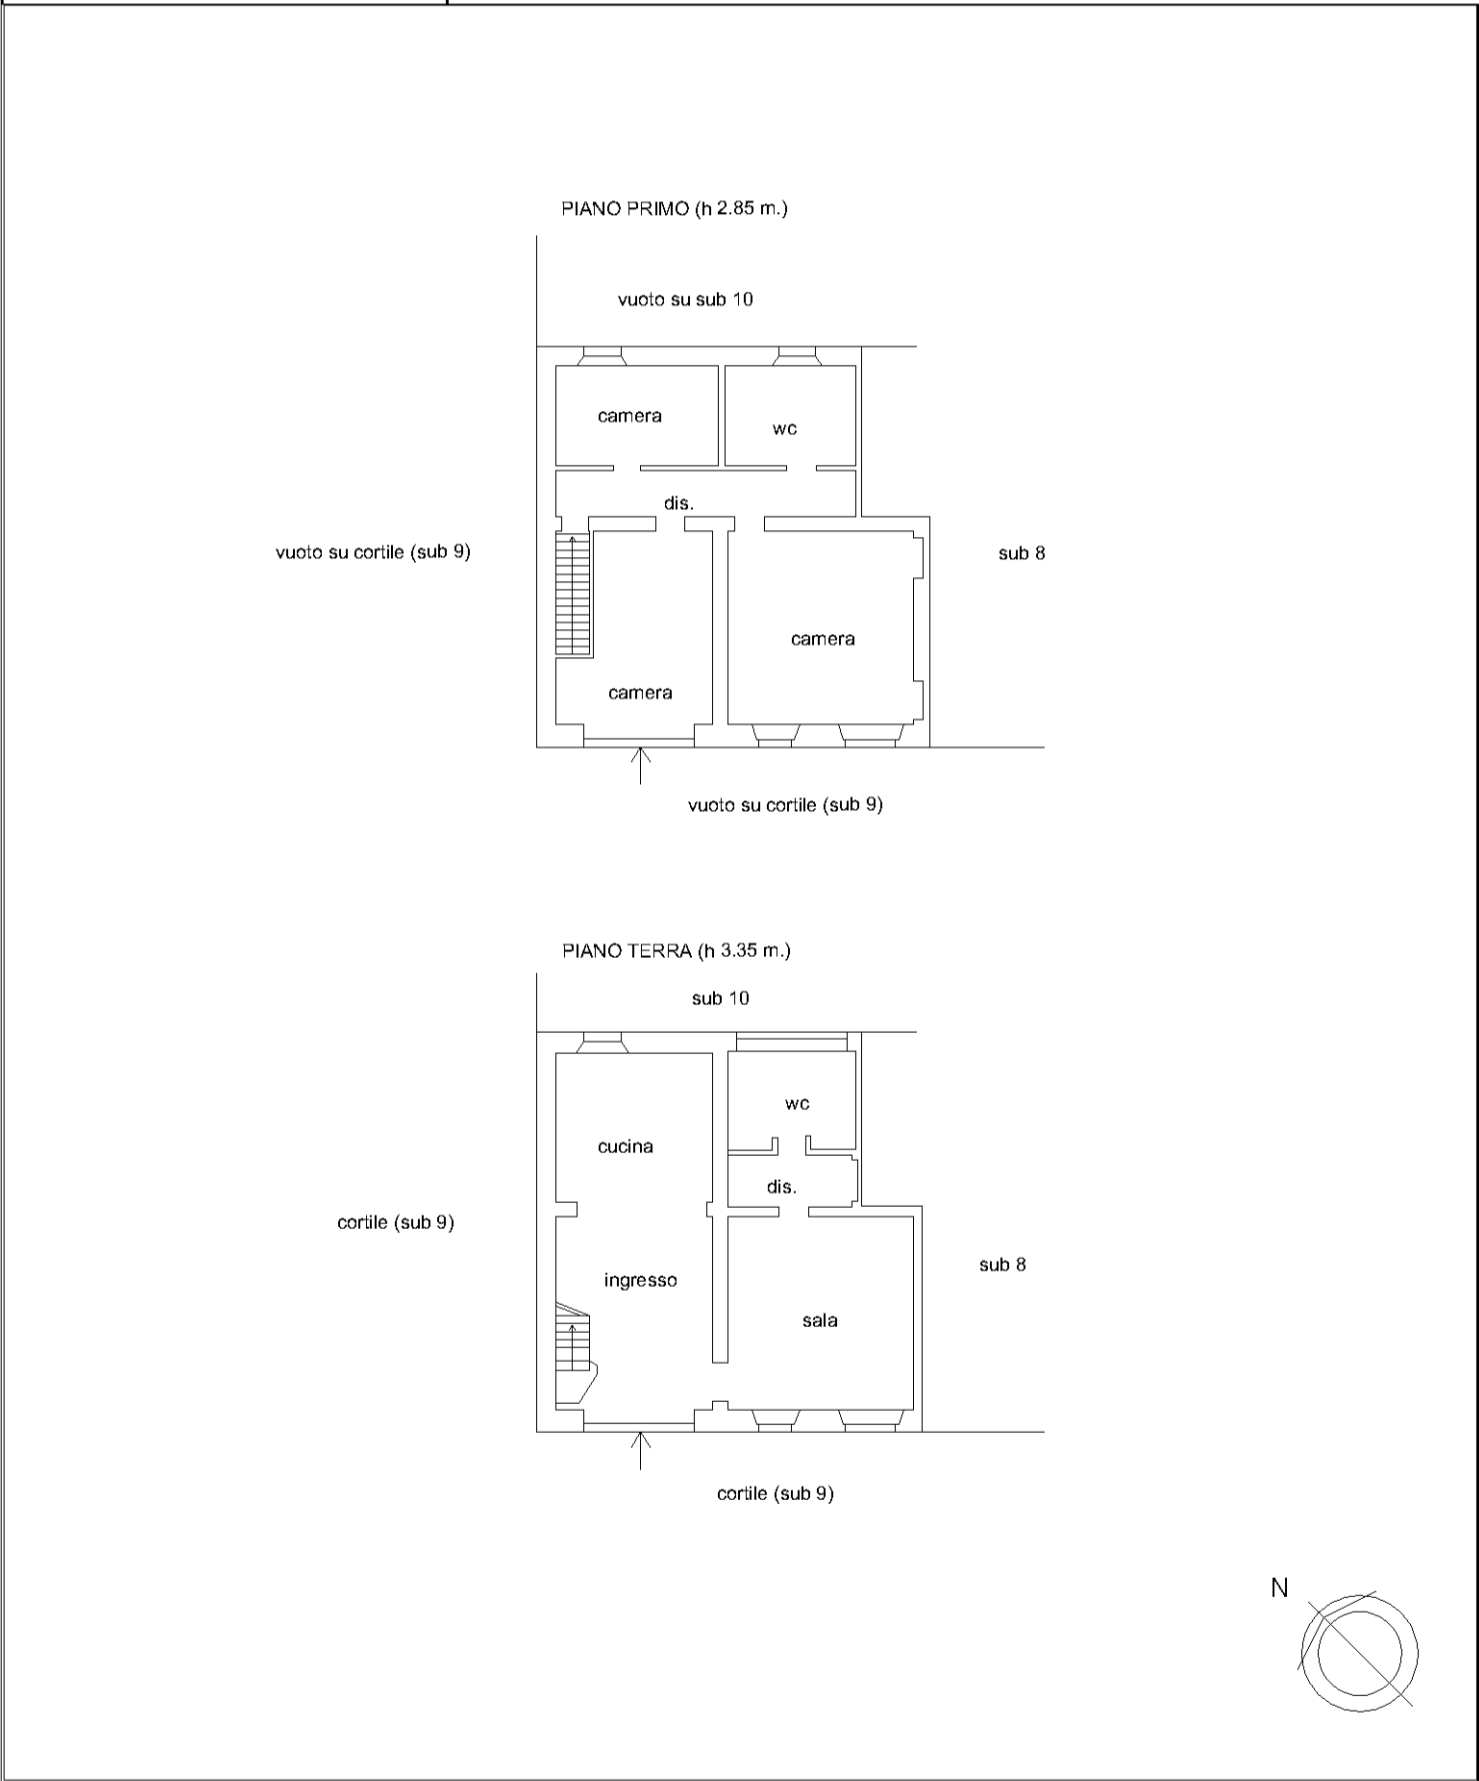 PIANO PRIMO (h 2.85 m.)
vuoto su sub 10
camera
wc
dis.
vuoto su cortile (sub 9)
sub 8
camera
camera
vuoto su cortile (sub 9)
PIANO TERRA (h 3.35 m.)
sub 10
wc
cucina
dis.
cortile (sub 9)
sub 8
ingresso
sala
cortile (sub 9)
N